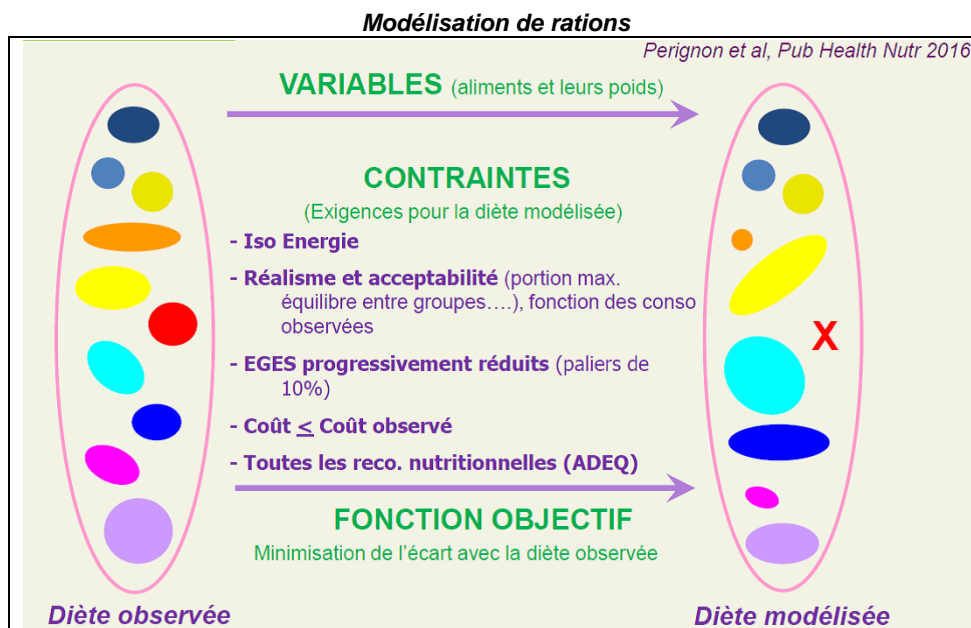 Modélisation de rations
Perignon et al, Pub Health Nutr 2016
VARIABLES (aliments et leurs poids)
CONTRAINTES
(Exigences pour la diète modélisée)
- Iso Energie
- Réalisme et acceptabilité (portion max.
équilibre entre groupes....), fonction des conso
observées
- EGES progressivement réduits (paliers de
10%)
- Coût ≤ Coût observé
- Toutes les reco. nutritionnelles (ADEQ)
FONCTION OBJECTIF
Minimisation de l'écart avec la diète observée
X
Diète observée
Diète modélisée